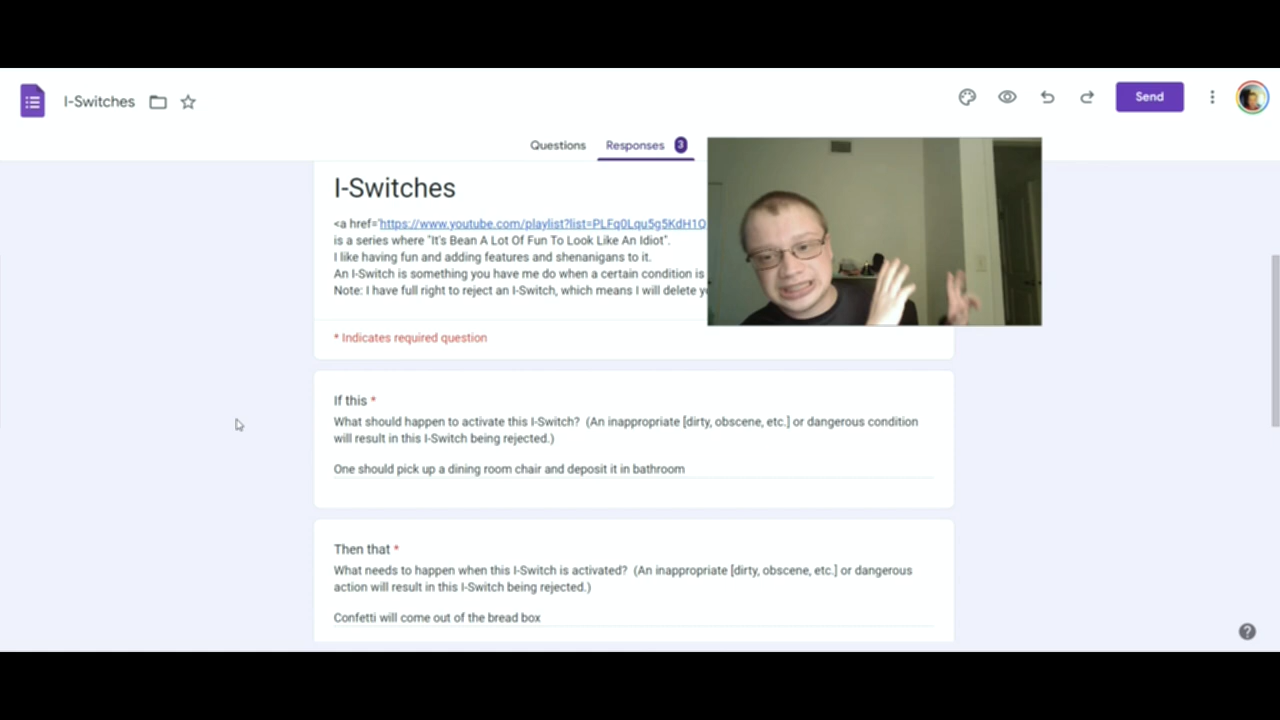 I-Switches
Send
Questions
Responses 3
I-Switches
<a href='https://www.youtube.com/playlist?list=PLFq0Lqu5g5KdH1Q
is a series where "It's Bean A Lot Of Fun To Look Like An Idiot".
I like having fun and adding features and shenanigans to it.
An I-Switch is something you have me do when a certain condition is
Note: I have full right to reject an I-Switch, which means I will delete
* Indicates required question
If this *
What should happen to activate this I-Switch? (An inappropriate [dirty, obscene, etc.] or dangerous condition
will result in this I-Switch being rejected.)
One should pick up a dining room chair and deposit it in bathroom
Then that *
What needs to happen when this I-Switch is activated? (An inappropriate [dirty, obscene, etc.] or dangerous
action will result in this I-Switch being rejected.)
Confetti will come out of the bread box